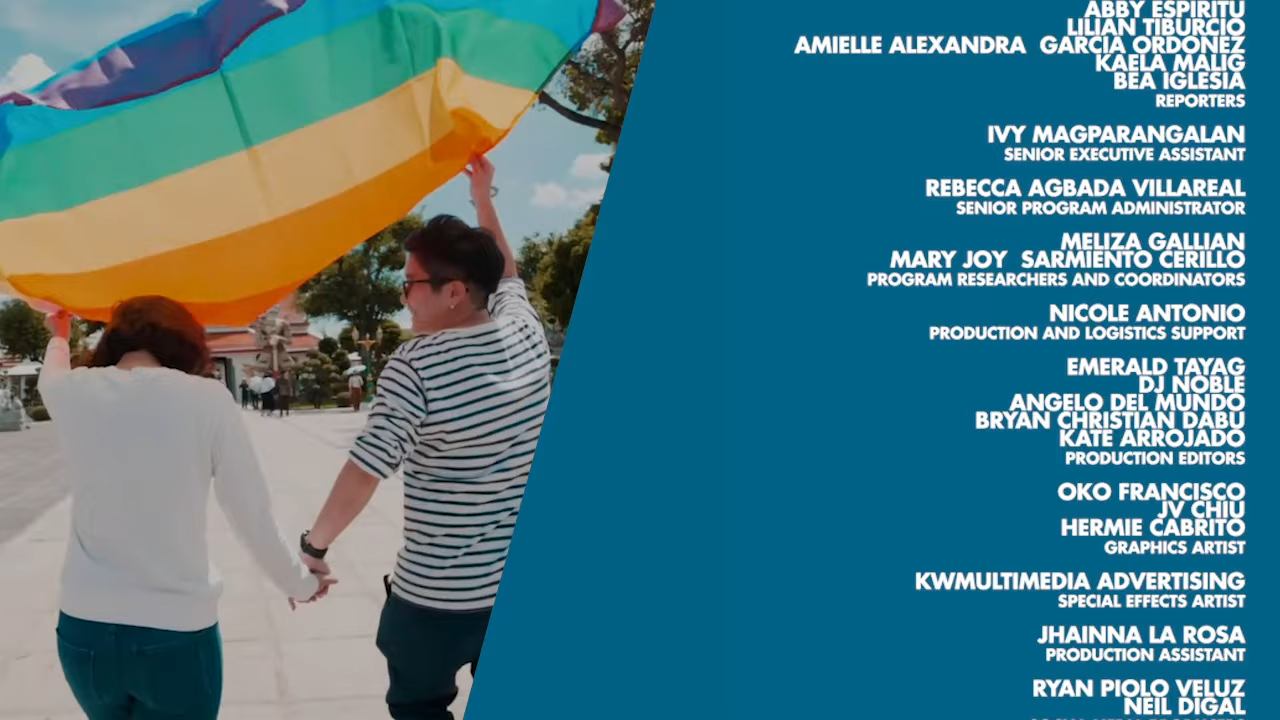 ABBY ESPIRITU
LILIAN TIBURCIO
AMIELLE ALEXANDRA GARCIA ORDONEZ
KAELA MALIG
BEA IGLESIA
REPORTERS
IVY MAGPARANGALAN
SENIOR EXECUTIVE ASSISTANT
REBECCA AGBADA VILLAREAL
SENIOR PROGRAM ADMINISTRATOR
MELIZA GALLIAN
MARY JOY SARMIENTO CERILLO
PROGRAM RESEARCHERS AND COORDINATORS
NICOLE ANTONIO
PRODUCTION AND LOGISTICS SUPPORT
EMERALD TAYAG
DJ NOBLE
ANGELO DEL MUNDO
BRYAN CHRISTIAN DABU
KATE ARROJADO
PRODUCTION EDITORS
OKO FRANCISCO
JV CHIU
HERMIE CABRITO
GRAPHICS ARTIST
KWMULTIMEDIA ADVERTISING
SPECIAL EFFECTS ARTIST
JHAINNA LA ROSA
PRODUCTION ASSISTANT
RYAN PIOLO VELUZ
NEIL DIGAL